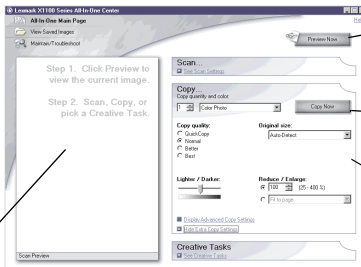 Lexmark X1100 Series All-In-One Center
All-In-One Main Page
View Saved Images
Maintain/Troubleshoot
Preview Now
Step 1. Click Preview to
view the current image.
Step 2. Scan, Copy, or
pick a Creative Task.
Scan Preview
Scan...
See Scan Settings
Copy...
Copy quantity and color.
1 Color Photo Copy Now
Copy quality: Original size:
QuickCopy Auto-Detect
Normal
Better
Best
Lighter / Darker: Reduce / Enlarge:
100 (25 - 400 %)
Fit to page
Display Advanced Copy Settings
Hide Extra Copy Settings
Creative Tasks
See Creative Tasks